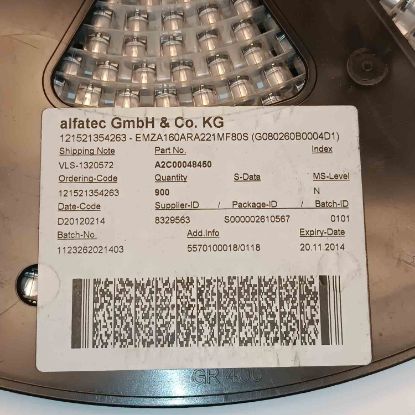 alfatec GmbH & Co. KG
121521354263 - EMZA160ARA221MF80S (G080260B0004D1)
Shipping Note Part No. Index
VLS-1320572 A2C00048450
Ordering-Code Quantity S-Data MS-Level
121521354263 900 N
Date-Code Supplier-ID / Package-ID / Batch-ID
D20120214 8329563 S000002610567 0101
Batch-No. Add.Info Expiry-Date
1123262021403 5570100018/0118 20.11.2014